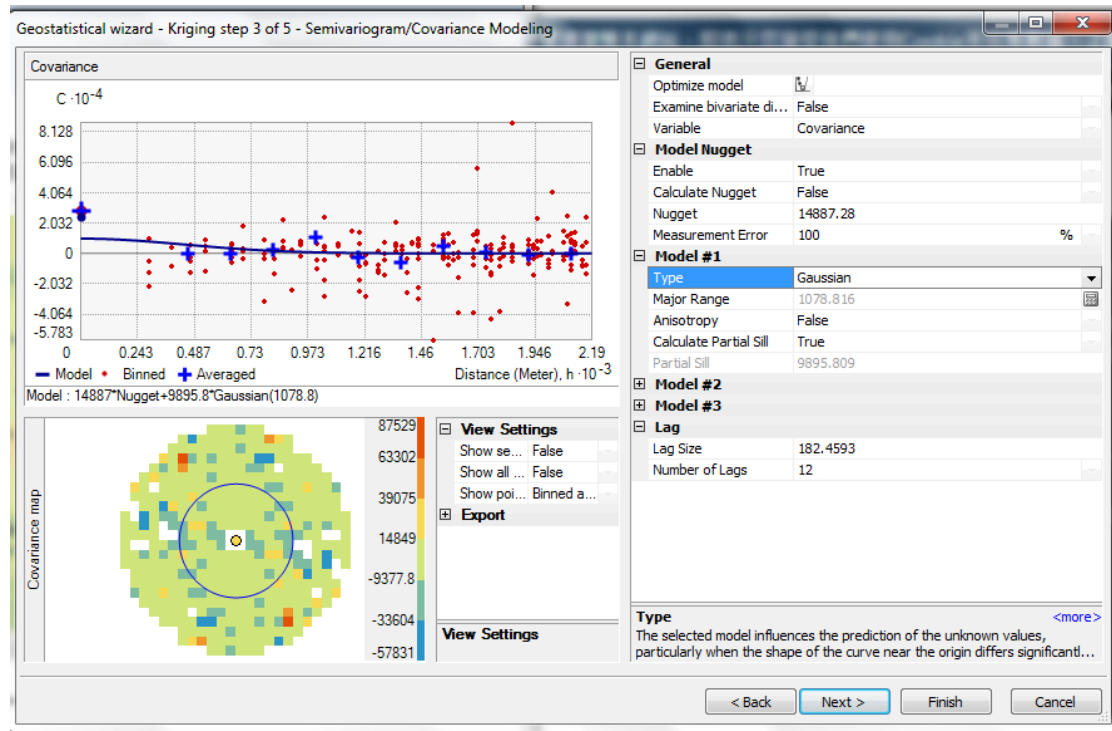 Geostatistical wizard - Kriging step 3 of 5 - Semivariogram/Covariance Modeling
Covariance
C ·10-4
8.128
6.096
4.064
2.032
0
-2.032
-4.064
-5.783
0 0.243 0.487 0.73 0.973 1.216 1.46 1.703 1.946 2.19
Model Binned Averaged Distance (Meter), h ·10-3
Model : 14887*Nugget+9895.8*Gaussian(1078.8)
Covariance map
87529
63302
39075
14849
-9377.8
-33604
-57831
View Settings
Show se... False
Show all ... False
Show poi... Binned a...
Export
View Settings
General
Optimize model
Examine bivariate di... False
Variable Covariance
Model Nugget
Enable True
Calculate Nugget False
Nugget 14887.28
Measurement Error 100 %
Model #1
Type Gaussian
Major Range 1078.816
Anisotropy False
Calculate Partial Sill True
Partial Sill 9895.809
Model #2
Model #3
Lag
Lag Size 182.4593
Number of Lags 12
Type <more>
The selected model influences the prediction of the unknown values,
particularly when the shape of the curve near the origin differs significantl...
< Back Next > Finish Cancel